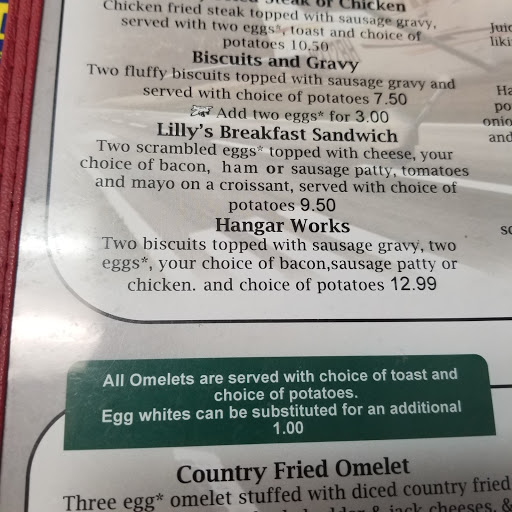 Steak or Chicken
Chicken fried steak topped with sausage gravy,
served with two eggs*, toast and choice of
potatoes 10.50
Biscuits and Gravy
Two fluffy biscuits topped with sausage gravy and
served with choice of potatoes 7.50
Add two eggs* for 3.00
Lilly's Breakfast Sandwich
Two scrambled eggs* topped with cheese, your
choice of bacon, ham or sausage patty, tomatoes
and mayo on a croissant, served with choice of
potatoes 9.50
Hangar Works
Two biscuits topped with sausage gravy, two
eggs*, your choice of bacon,sausage patty or
chicken. and choice of potatoes 12.99
All Omelets are served with choice of toast and
choice of potatoes.
Egg whites can be substituted for an additional
1.00
Country Fried Omelet
Three egg* omelet stuffed with diced country fried
& jack cheeses, &